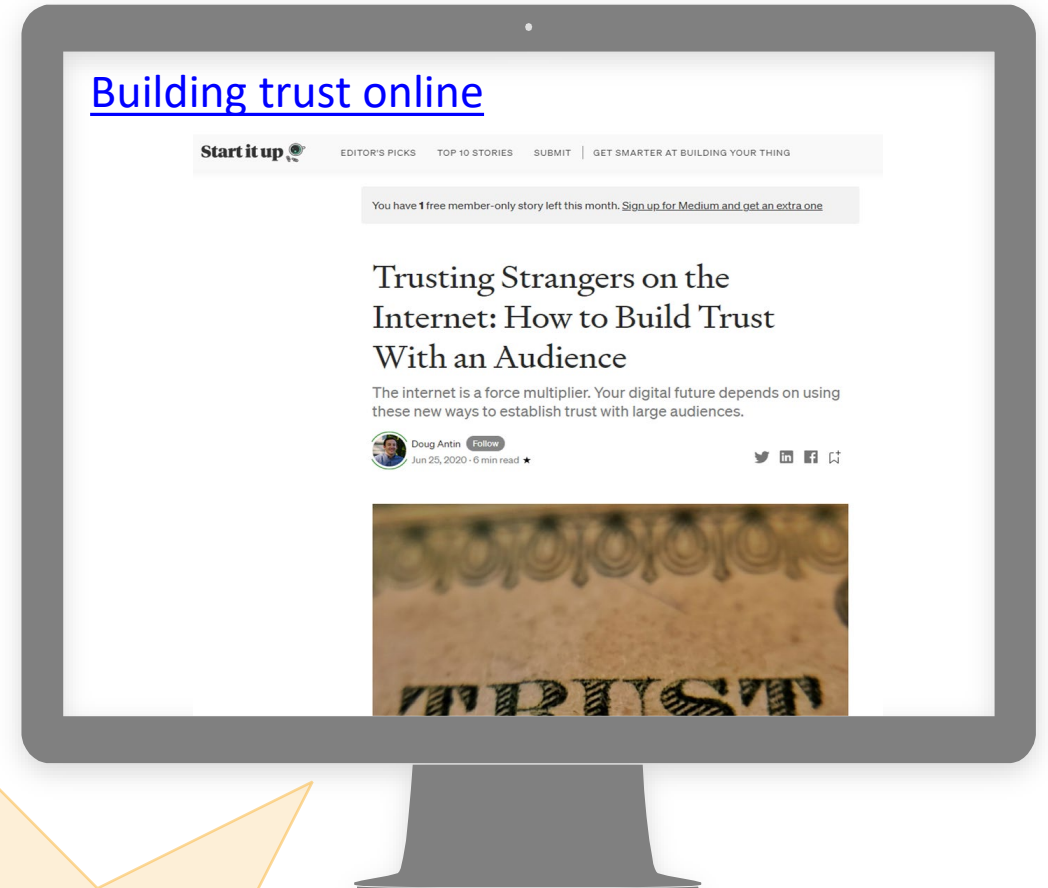 Building trust online
Start it up
EDITOR'S PICKS TOP 10 STORIES SUBMIT | GET SMARTER AT BUILDING YOUR THING
You have 1 free member-only story left this month. Sign up for Medium and get an extra one
Trusting Strangers on the
Internet: How to Build Trust
With an Audience
The internet is a force multiplier. Your digital future depends on using
these new ways to establish trust with large audiences.
Doug Antin Follow
Jun 25, 2020 · 6 min read ★
TRUST